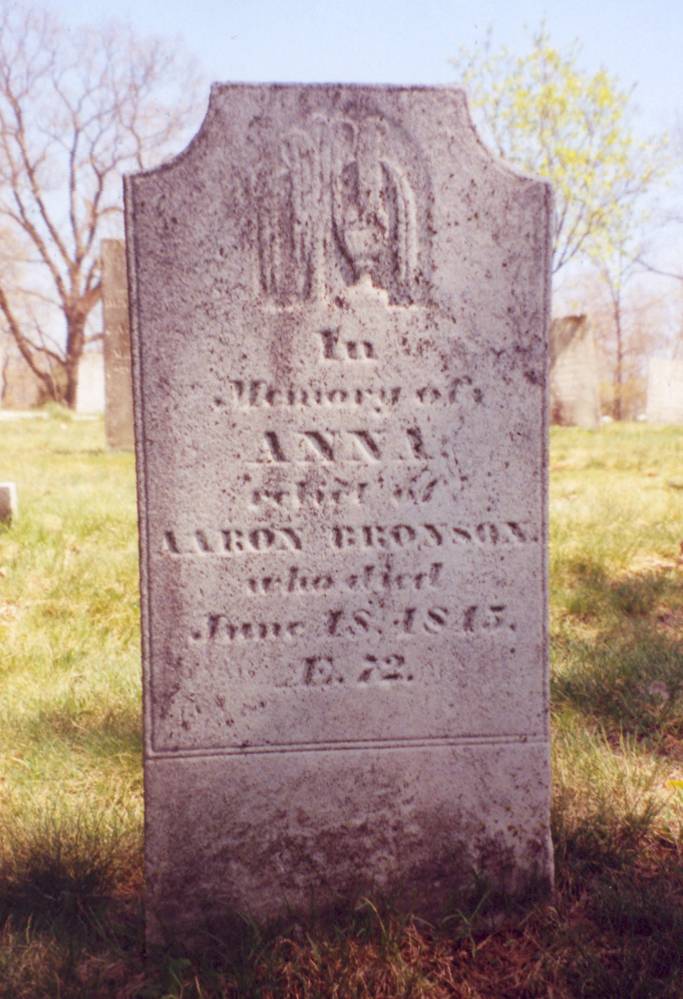 In
Memory of
ANNA,
relict of
AARON BRONSON.
who died
June 18, 1845.
Æ. 72.